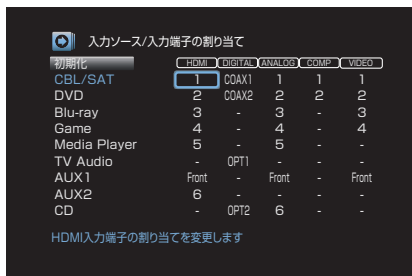 入力ソース/入力端子の割り当て
初期化 HDMI DIGITAL ANALOG COMP VIDEO
CBL/SAT 1 COAX1 1 1 1
DVD 2 COAX2 2 2 2
Blu-ray 3 - 3 - 3
Game 4 - 4 - 4
Media Player 5 - 5 - -
TV Audio - OPT1 - - -
AUX1 Front - Front - Front
AUX2 6 - - - -
CD - OPT2 6 - -
HDMI入力端子の割り当てを変更します